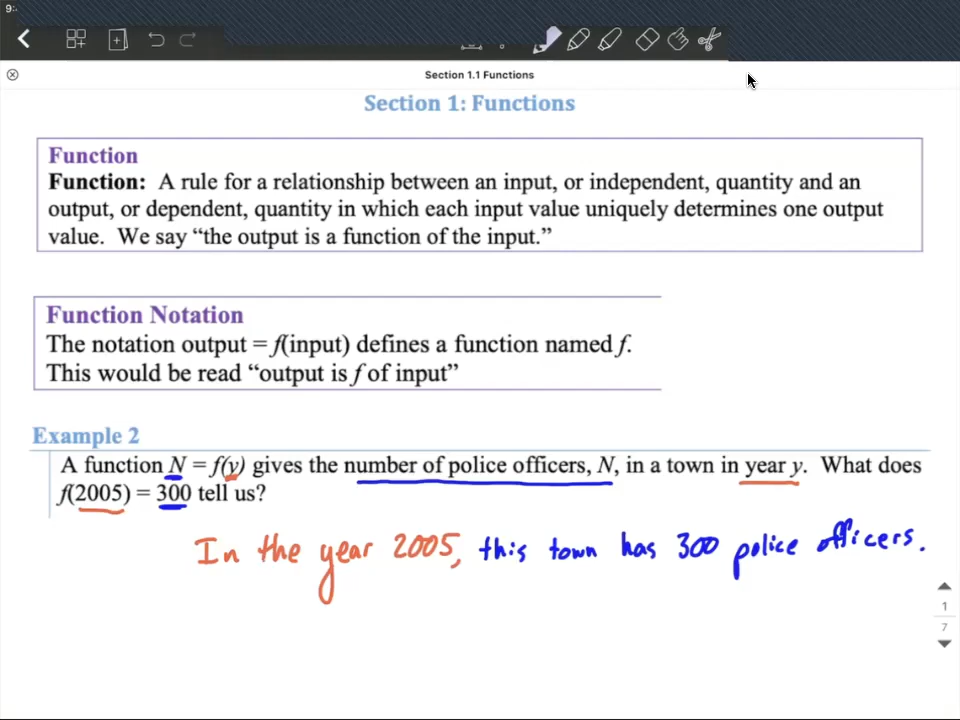 9:
Section 1.1 Functions
Section 1: Functions
Function
Function: A rule for a relationship between an input, or independent, quantity and an
output, or dependent, quantity in which each input value uniquely determines one output
value. We say “the output is a function of the input.”
Function Notation
The notation output = f(input) defines a function named f.
This would be read “output is f of input”
Example 2
A function N = f(y) gives the number of police officers, N, in a town in year y. What does
f(2005) = 300 tell us?
In the year 2005, this town has 300 police officers.
1
7